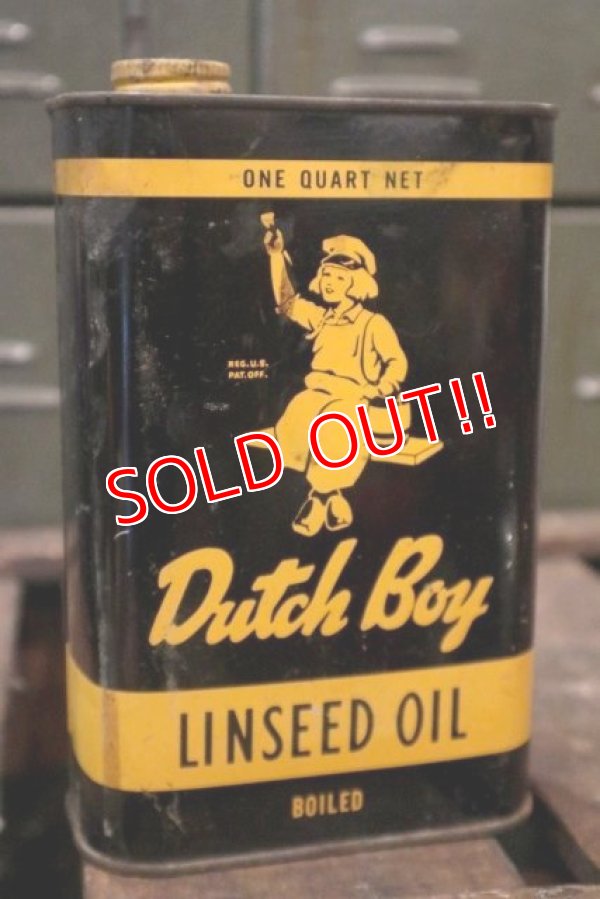 ONE QUART NET
REG. U.S.
PAT. OFF.
SOLD OUT!!
Dutch Boy
LINSEED OIL
BOILED